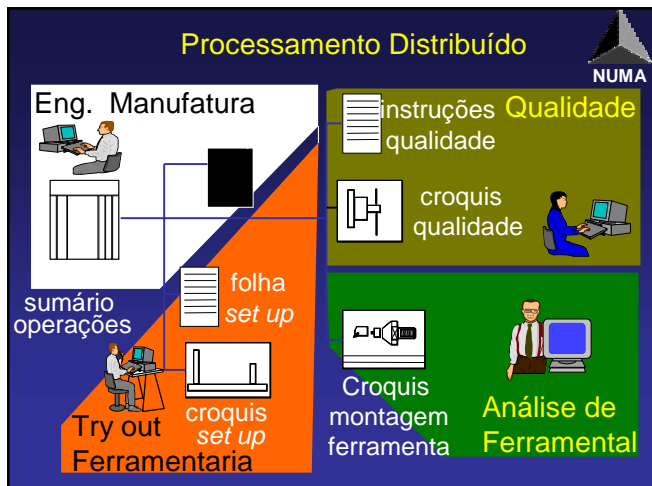 Processamento Distribuído
NUMA
Eng. Manufatura
instruções
qualidade
Qualidade
croquis
qualidade
sumário
operações
folha
set up
croquis
set up
Try out
Ferramentaria
Croquis
montagem
ferramenta
Análise de
Ferramental